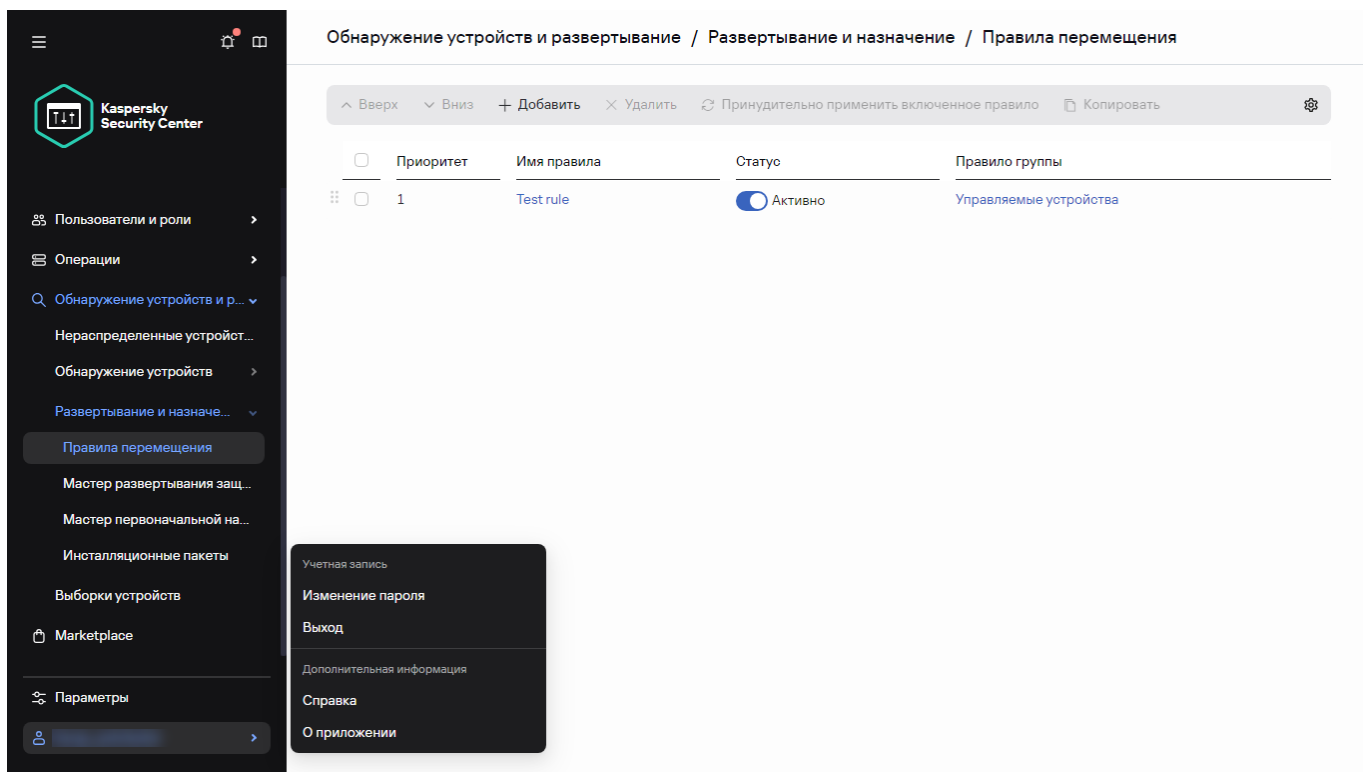 Kaspersky
Security Center
Пользователи и роли
Операции
Обнаружение устройств и р...
Нераспределенные устройст...
Обнаружение устройств
Развертывание и назначе...
Правила перемещения
Мастер развертывания защ...
Мастер первоначальной на...
Инсталляционные пакеты
Выборки устройств
Marketplace
Параметры
Обнаружение устройств и развертывание / Развертывание и назначение / Правила перемещения
Вверх Вниз Добавить Удалить Принудительно применить включенное правило Копировать
Приоритет Имя правила Статус Правило группы
1 Test rule Активно Управляемые устройства
Учетная запись
Изменение пароля
Выход
Дополнительная информация
Справка
О приложении